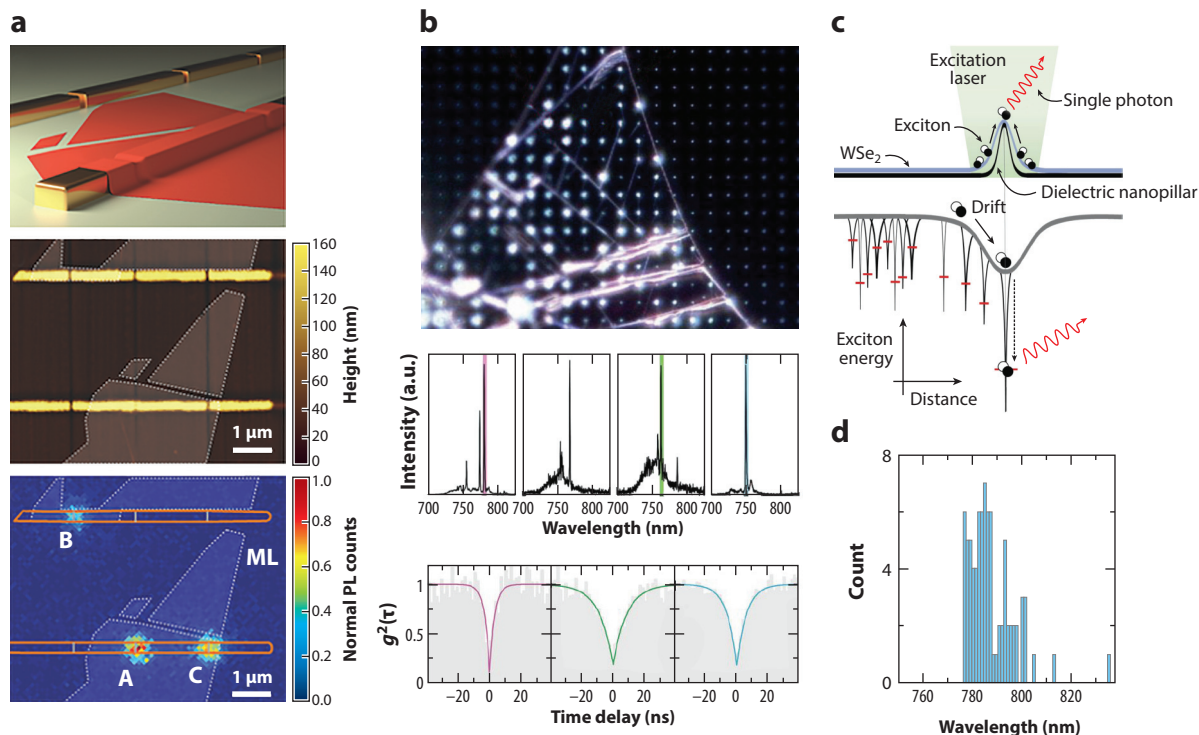 a
160
140
120
100
80
60
40
20
0
Height (nm)
1 μm
1.0
0.8
0.6
0.4
0.2
0.0
Normal PL counts
B
ML
A
C
1 μm
b
Intensity (a.u.)
700 750 700 750 700 750 700 750 800
Wavelength (nm)
g²(τ)
1
0.5
0
−20 0 20 −20 0 20 −20 0 20
Time delay (ns)
c
Excitation
laser
Single photon
Exciton
WSe₂
Dielectric nanopillar
Drift
Exciton
energy
Distance
d
8
4
0
Count
760 780 800 820
Wavelength (nm)